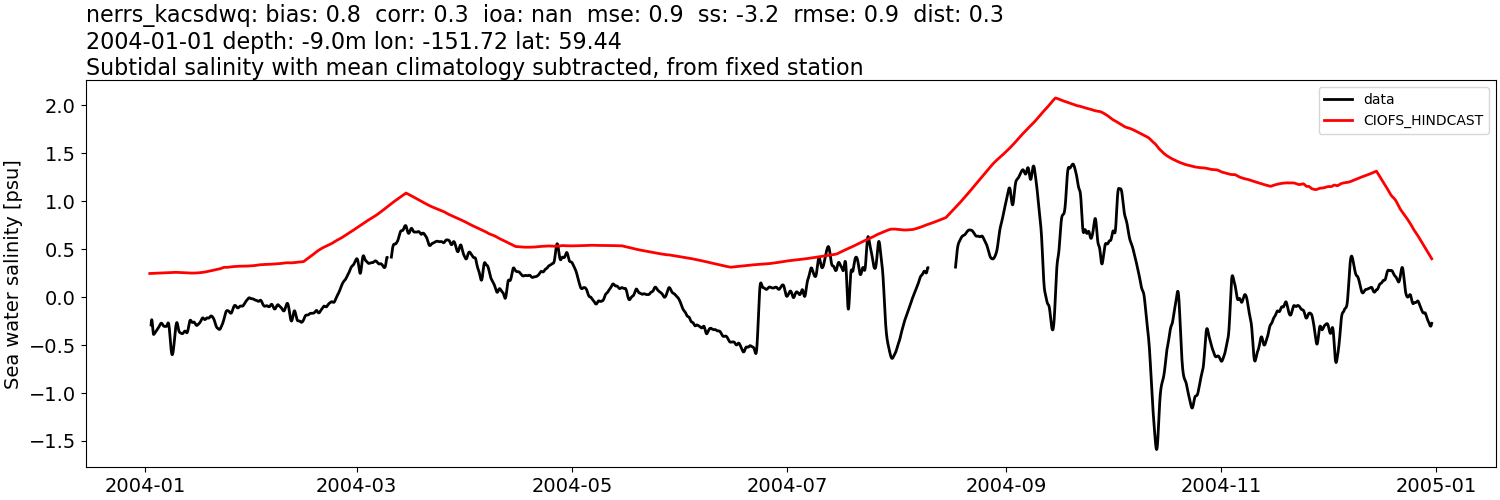 nerrs_kacsdwq: bias: 0.8  corr: 0.3  ioa: nan  mse: 0.9  ss: -3.2  rmse: 0.9  dist: 0.3
2004-01-01 depth: -9.0m lon: -151.72 lat: 59.44
Subtidal salinity with mean climatology subtracted, from fixed station
data
CIOFS_HINDCAST
Sea water salinity [psu]
2.0
1.5
1.0
0.5
0.0
−0.5
−1.0
−1.5
2004-01 2004-03 2004-05 2004-07 2004-09 2004-11 2005-01